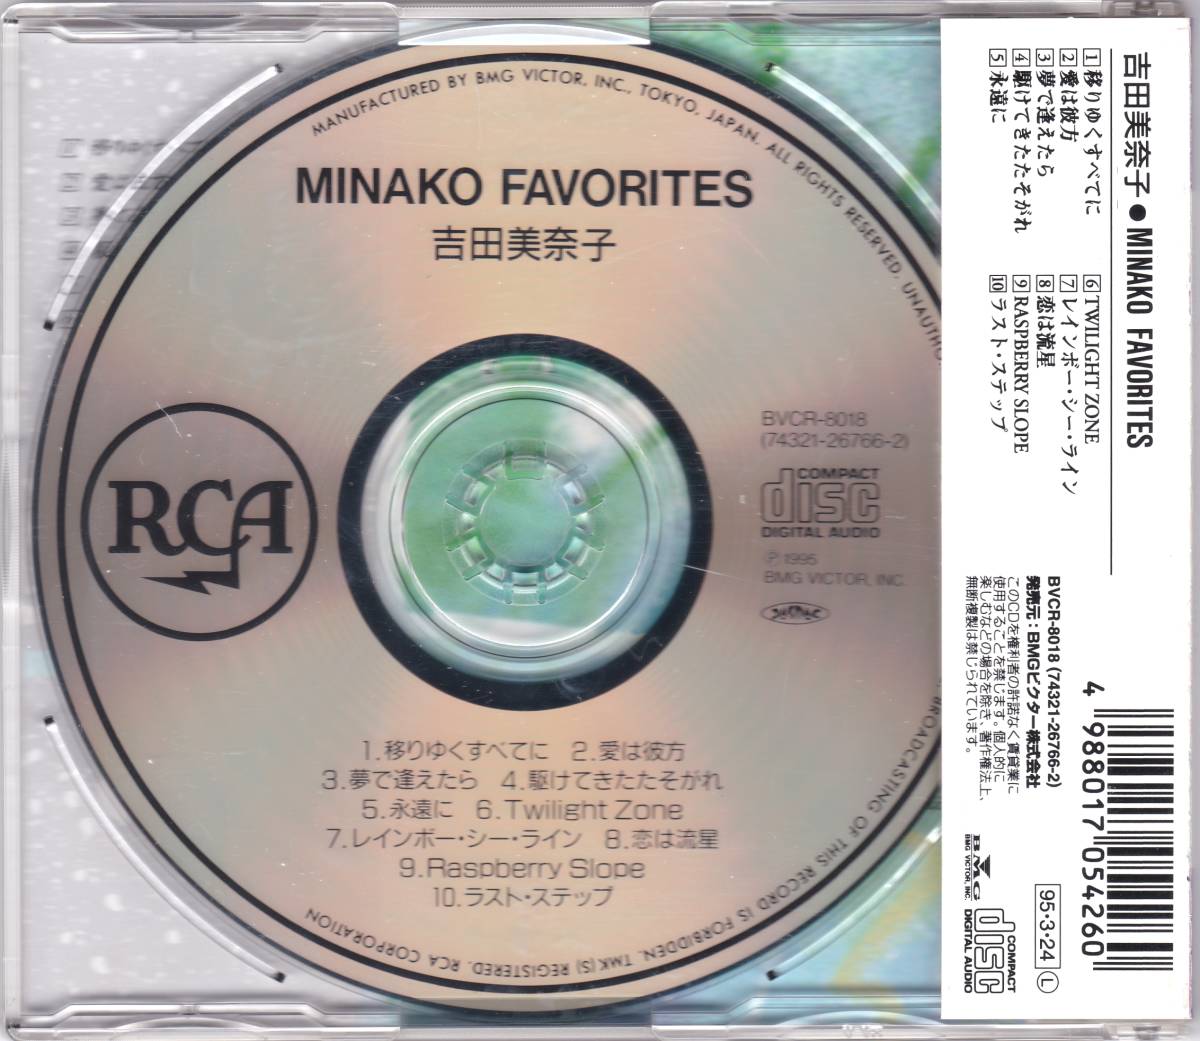 MANUFACTURED BY BMG VICTOR, INC., TOKYO, JAPAN. ALL RIGHTS RESERVED. UNAUTHO
BROADCASTING OF THIS RECORD IS FORBIDDEN. TMK(S) REGISTERED. RCA CORPORATION
MINAKO FAVORITES
吉田美奈子
RCA
BVCR-8018
(74321-26766-2)
COMPACT
disc
DIGITAL AUDIO
Ⓟ 1995
BMG VICTOR, INC.
1.移りゆくすべてに 2.愛は彼方
3.夢で逢えたら 4.駆けてきたたそがれ
5.永遠に 6.Twilight Zone
7.レインボー・シー・ライン 8.恋は流星
9.Raspberry Slope
10.ラスト・ステップ
吉田美奈子●MINAKO FAVORITES
1 移りゆくすべてに
2 愛は彼方
3 夢で逢えたら
4 駆けてきたたそがれ
5 永遠に
6 TWILIGHT ZONE
7 レインボー・シー・ライン
8 恋は流星
9 RASPBERRY SLOPE
10 ラスト・ステップ
BVCR-8018 (74321-26766-2)
発売元：BMGビクター株式会社
このCDを権利者の許諾なく賃貸業に
使用することを禁じます。個人的に
楽しむなどの場合を除き、著作権法上、
無断複製は禁じられています。
4 988017 054260
BMG
BMG VICTOR, INC.
95・3・24 Ⓛ
COMPACT
disc
DIGITAL AUDIO